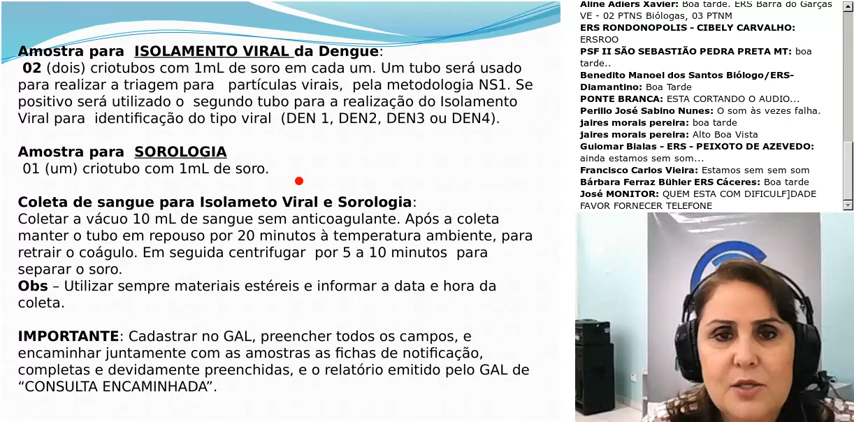 Amostra para ISOLAMENTO VIRAL da Dengue:
02 (dois) criotubos com 1mL de soro em cada um. Um tubo será usado
para realizar a triagem para partículas virais, pela metodologia NS1. Se
positivo será utilizado o segundo tubo para a realização do Isolamento
Viral para identificação do tipo viral (DEN 1, DEN2, DEN3 ou DEN4).
Amostra para SOROLOGIA
01 (um) criotubo com 1mL de soro.
Coleta de sangue para Isolameto Viral e Sorologia:
Coletar a vácuo 10 mL de sangue sem anticoagulante. Após a coleta
manter o tubo em repouso por 20 minutos à temperatura ambiente, para
retrair o coágulo. Em seguida centrifugar por 5 a 10 minutos para
separar o soro.
Obs – Utilizar sempre materiais estéreis e informar a data e hora da
coleta.
IMPORTANTE: Cadastrar no GAL, preencher todos os campos, e
encaminhar juntamente com as amostras as fichas de notificação,
completas e devidamente preenchidas, e o relatório emitido pelo GAL de
“CONSULTA ENCAMINHADA”.
Aline Adiers Xavier: Boa tarde. ERS Barra do Garças
VE - 02 PTNS Biólogas, 03 PTNM
ERS RONDONOPOLIS - CIBELY CARVALHO:
ERSROO
PSF II SÃO SEBASTIÃO PEDRA PRETA MT: boa
tarde..
Benedito Manoel dos Santos Biólogo/ERS-
Diamantino: Boa Tarde
PONTE BRANCA: ESTA CORTANDO O AUDIO...
Perillo José Sabino Nunes: O som às vezes falha.
jaires morais pereira: boa tarde
jaires morais pereira: Alto Boa Vista
Guiomar Bialas - ERS - PEIXOTO DE AZEVEDO:
ainda estamos sem som...
Francisco Carlos Vieira: Estamos sem sem som
Bárbara Ferraz Bühler ERS Cáceres: Boa tarde
José MONITOR: QUEM ESTA COM DIFICULF]DADE
FAVOR FORNECER TELEFONE